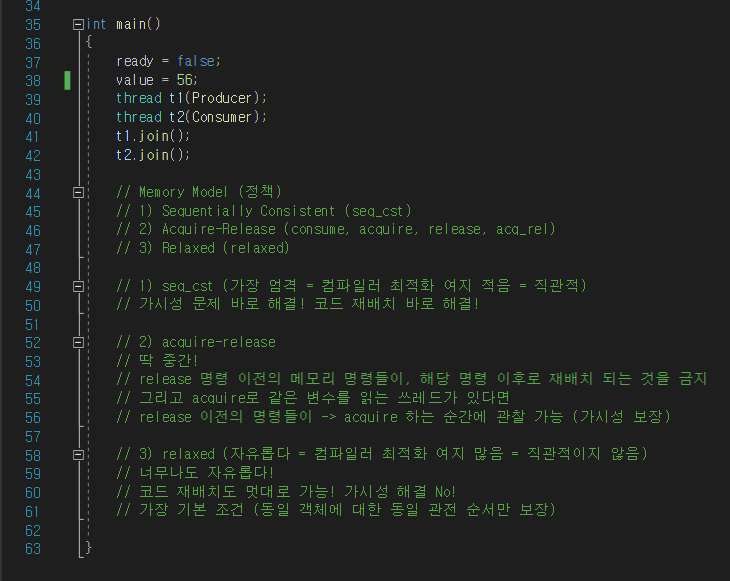 34
35 int main()
36 {
37 ready = false;
38 value = 56;
39 thread t1(Producer);
40 thread t2(Consumer);
41 t1.join();
42 t2.join();
43
44 // Memory Model (정책)
45 // 1) Sequentially Consistent (seq_cst)
46 // 2) Acquire-Release (consume, acquire, release, acq_rel)
47 // 3) Relaxed (relaxed)
48
49 // 1) seq_cst (가장 엄격 = 컴파일러 최적화 여지 적음 = 직관적)
50 // 가시성 문제 바로 해결! 코드 재배치 바로 해결!
51
52 // 2) acquire-release
53 // 딱 중간!
54 // release 명령 이전의 메모리 명령들이, 해당 명령 이후로 재배치 되는 것을 금지
55 // 그리고 acquire로 같은 변수를 읽는 쓰레드가 있다면
56 // release 이전의 명령들이 -> acquire 하는 순간에 관찰 가능 (가시성 보장)
57
58 // 3) relaxed (자유롭다 = 컴파일러 최적화 여지 많음 = 직관적이지 않음)
59 // 너무나도 자유롭다!
60 // 코드 재배치도 멋대로 가능! 가시성 해결 No!
61 // 가장 기본 조건 (동일 객체에 대한 동일 관전 순서만 보장)
62
63 }